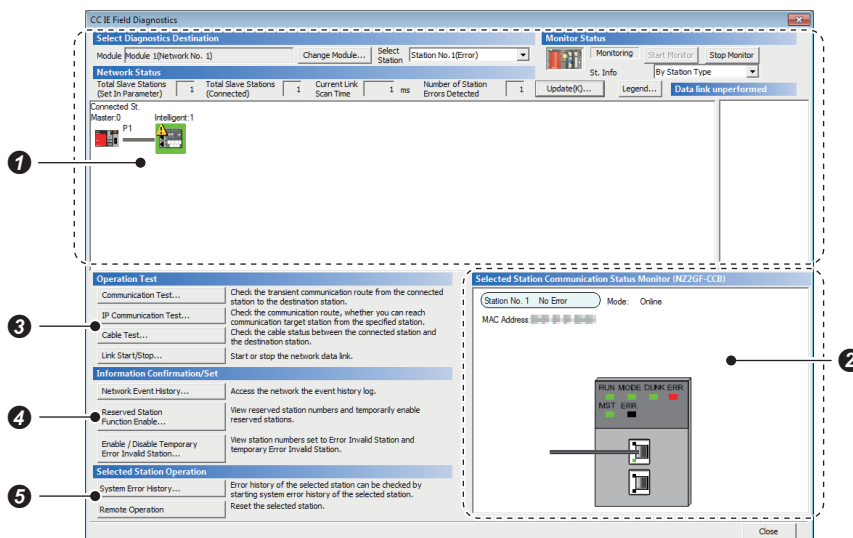 CC IE Field Diagnostics
Select Diagnostics Destination
Monitor Status
Module Module 1(Network No. 1) Change Module... Select Station Station No.1(Error)
Monitoring Start Monitor Stop Monitor
St. Info By Station Type
Network Status
Total Slave Stations (Set In Parameter) 1 Total Slave Stations (Connected) 1 Current Link Scan Time 1 ms Number of Station Errors Detected 1
Update(K)... Legend... Data link unperformed
Connected St.
Master:0 Intelligent:1
P1
1
Operation Test
Communication Test... Check the transient communication route from the connected station to the destination station.
IP Communication Test... Check the communication route, whether you can reach communication target station from the specified station.
3
Cable Test... Check the cable status between the connected station and the destination station.
Link Start/Stop... Start or stop the network data link.
Information Confirmation/Set
Network Event History... Access the network the event history log.
4
Reserved Station Function Enable... View reserved station numbers and temporarily enable reserved stations.
Enable / Disable Temporary Error Invalid Station... View station numbers set to Error Invalid Station and temporary Error Invalid Station.
Selected Station Operation
5
System Error History... Error history of the selected station can be checked by starting system error history of the selected station.
Remote Operation Reset the selected station.
Selected Station Communication Status Monitor (NZ2GF-CCB)
Station No. 1 No Error Mode: Online
MAC Address:
2
RUN MODE D.LINK ERR.
MST ERR.
Close